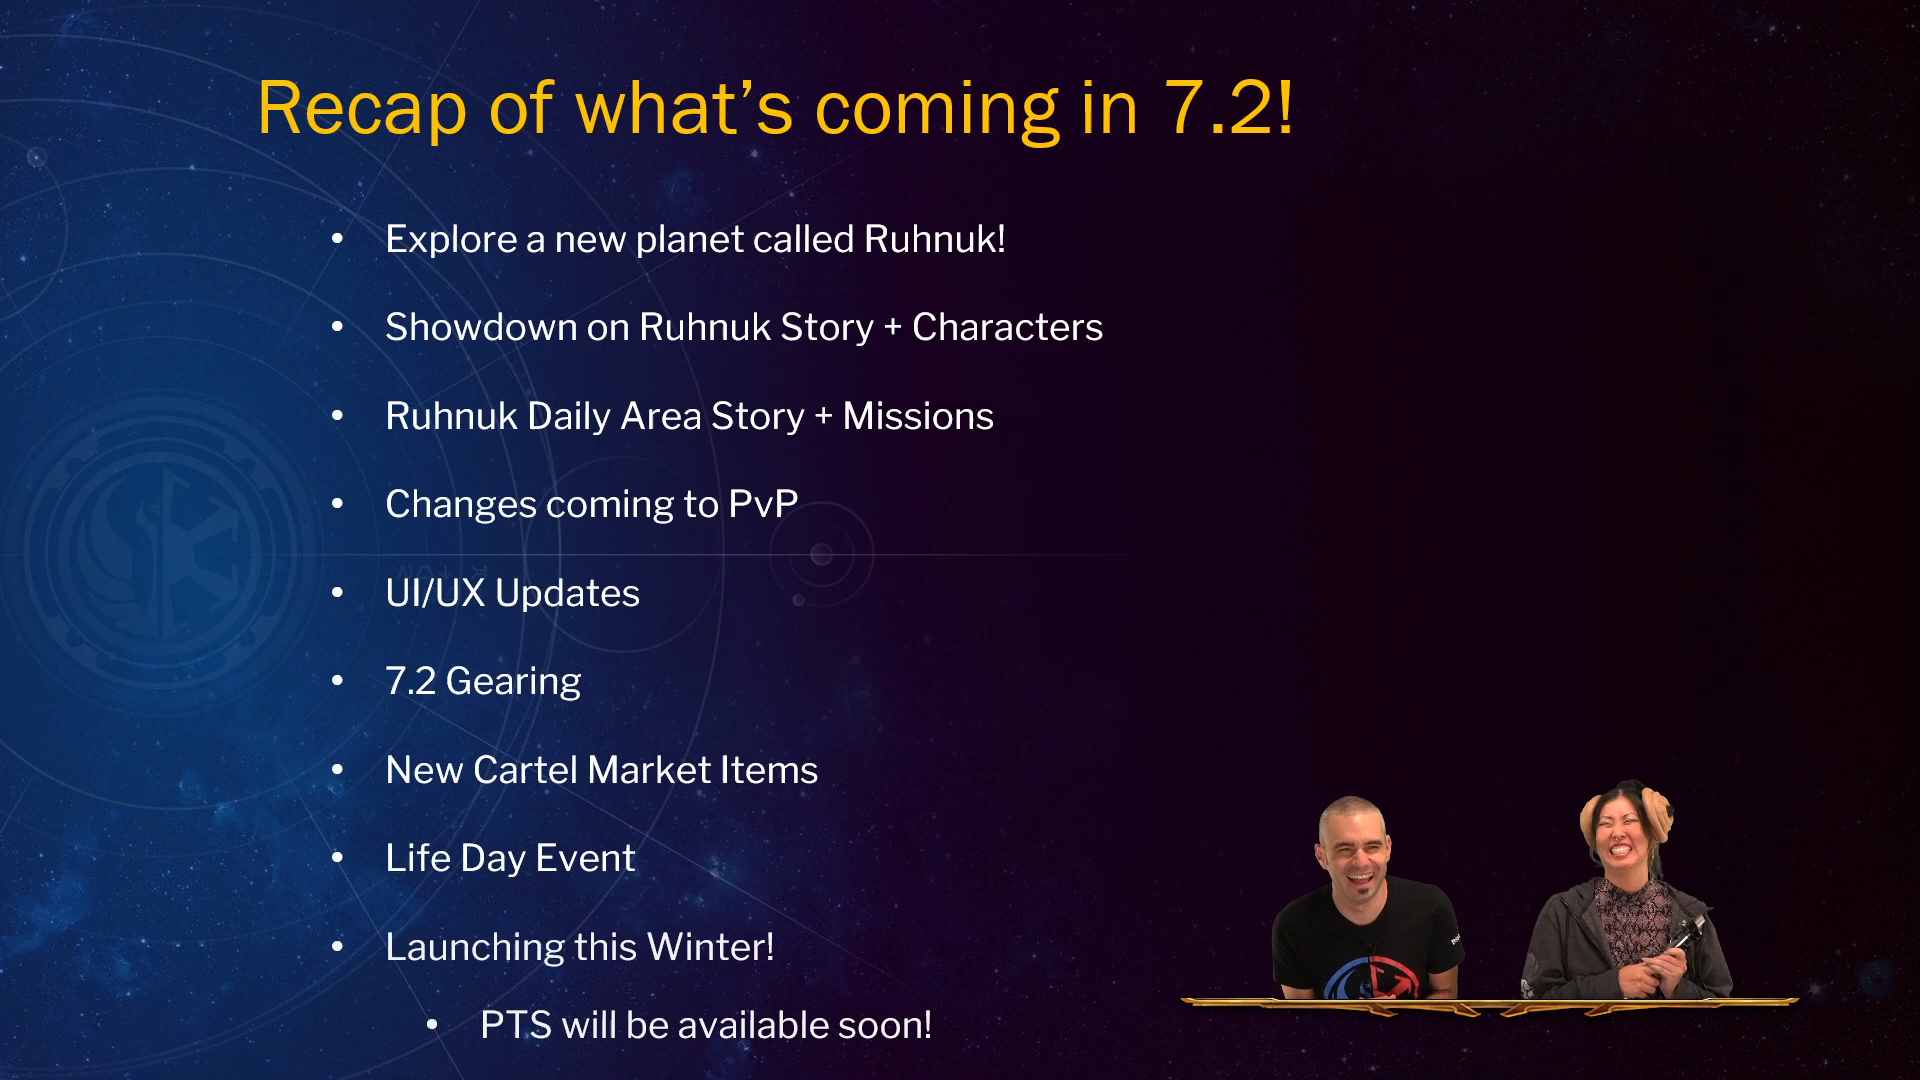 Recap of what’s coming in 7.2!
• Explore a new planet called Ruhnuk!
• Showdown on Ruhnuk Story + Characters
• Ruhnuk Daily Area Story + Missions
• Changes coming to PvP
• UI/UX Updates
• 7.2 Gearing
• New Cartel Market Items
• Life Day Event
• Launching this Winter!
• PTS will be available soon!